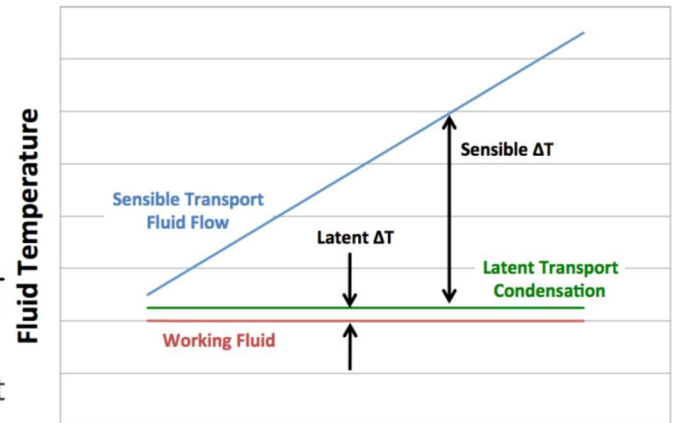 Fluid Temperature
Sensible ΔT
Sensible Transport
Fluid Flow
Latent ΔT
Latent Transport
Condensation
Working Fluid
t